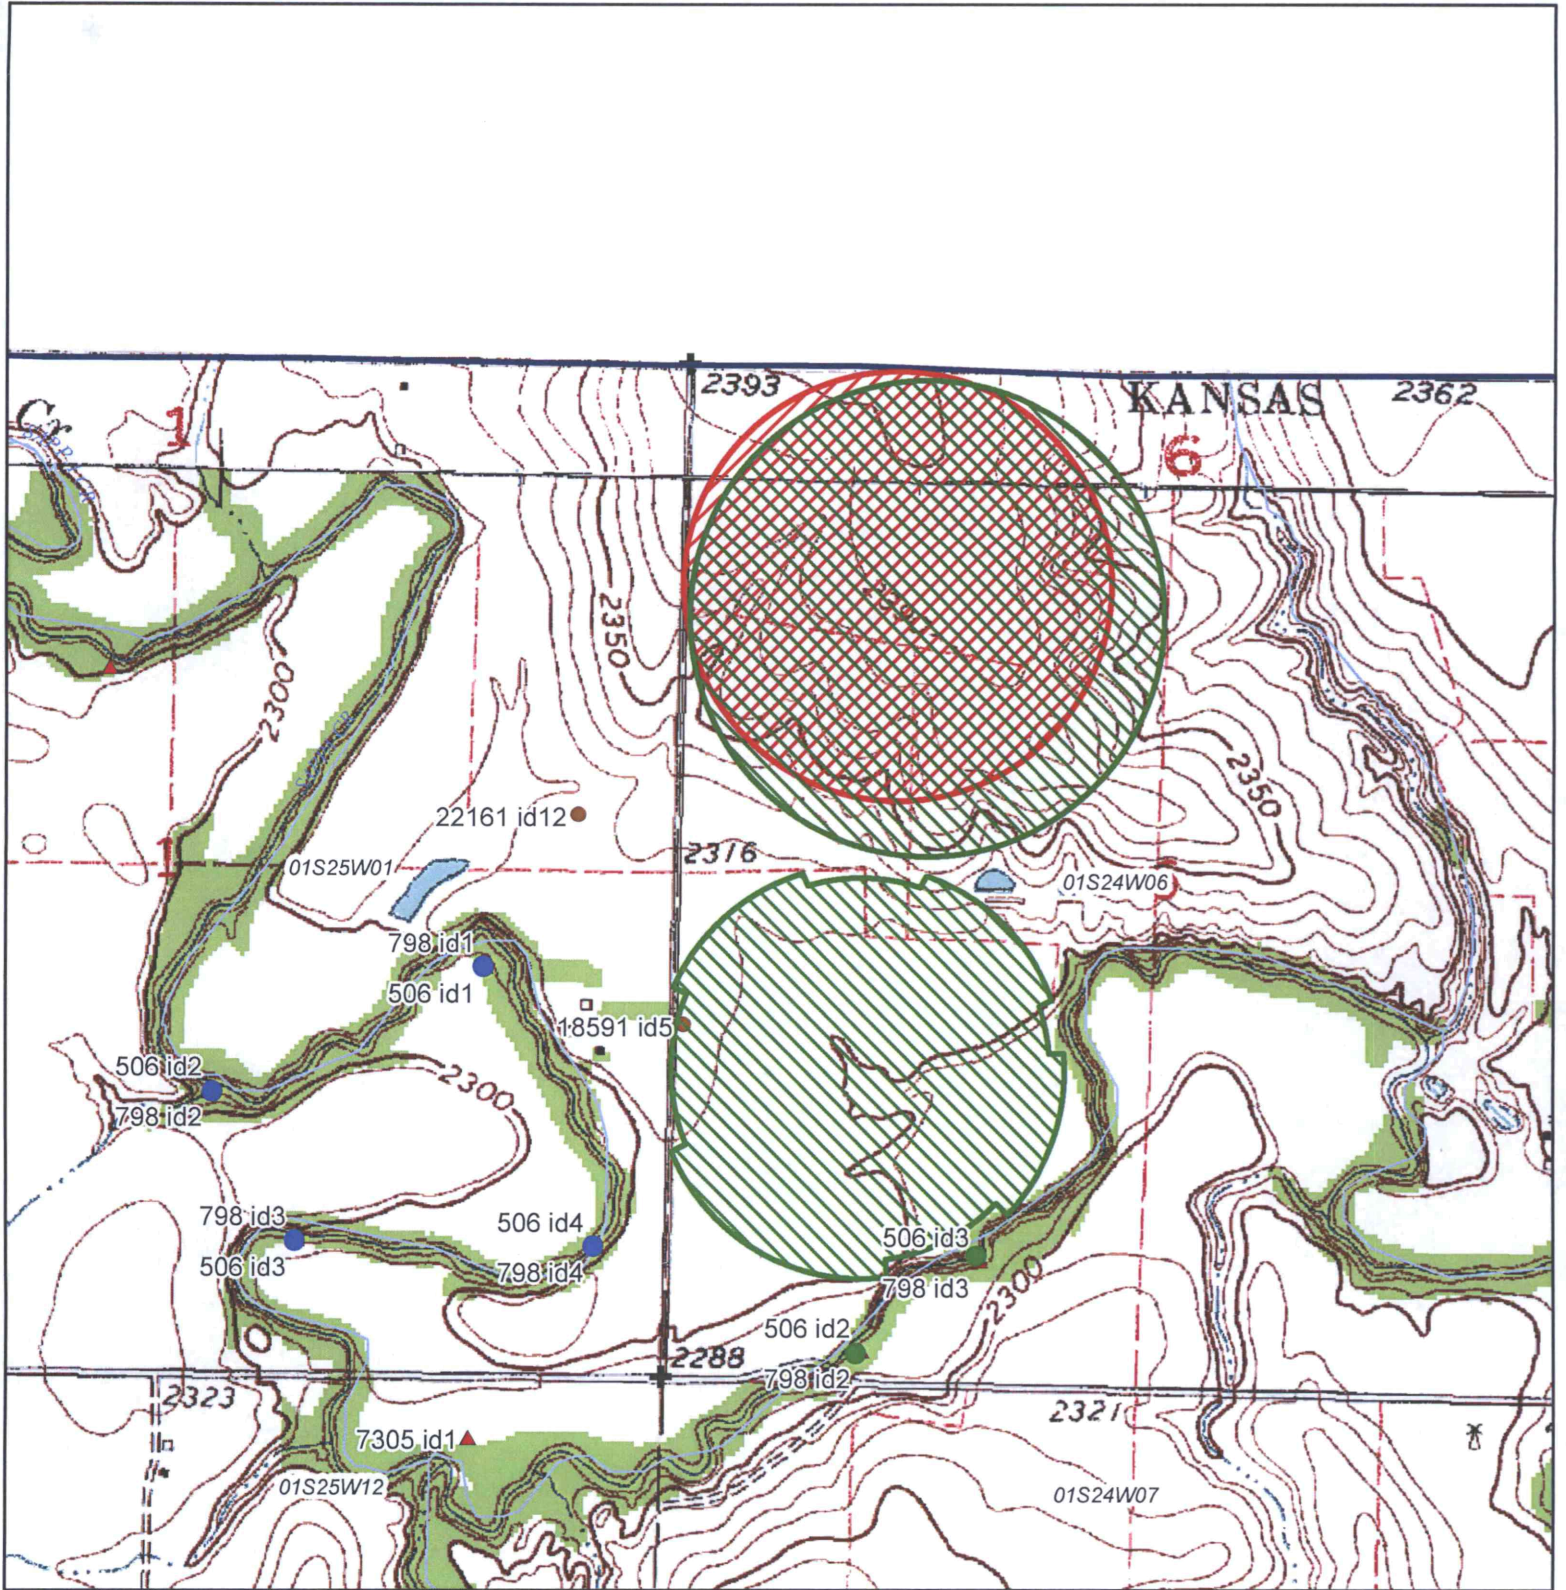 2393
KANSAS
2362
Cr
1
6
2350
2300
2350
22161 id12
2316
1
01S25W01
01S24W06
798 id1
506 id1
18591 id5
506 id2
798 id2
2300
798 id3
506 id3
506 id4
798 id4
506 id3
798 id3
2300
506 id2
798 id2
2288
2323
2321
7305 id1
01S25W12
01S24W07